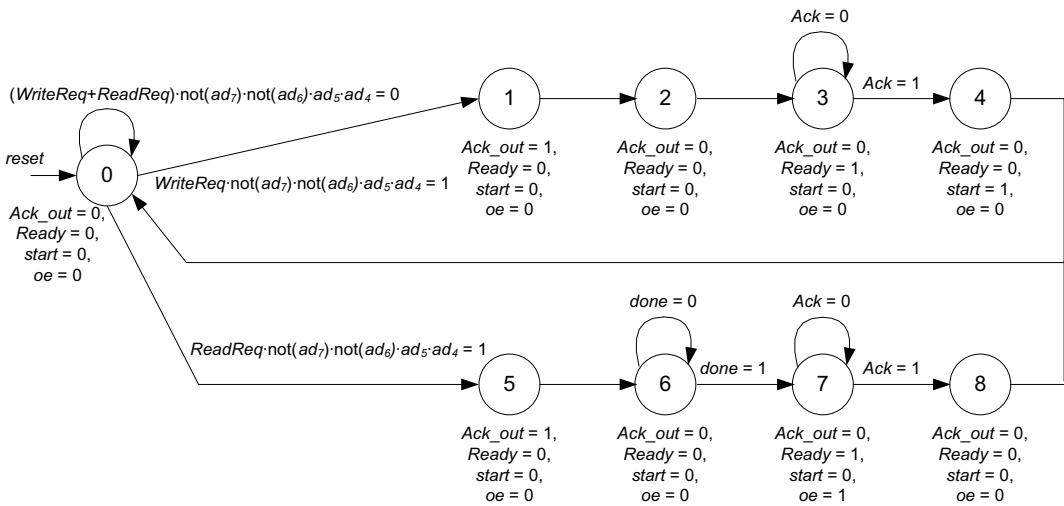 Ack = 0
(WriteReq+ReadReq)·not(ad7)·not(ad6)·ad5·ad4 = 0
1
2
3
Ack = 1
4
reset
0
WriteReq·not(ad7)·not(ad6)·ad5·ad4 = 1
Ack_out = 1,
Ready = 0,
start = 0,
oe = 0
Ack_out = 0,
Ready = 0,
start = 0,
oe = 0
Ack_out = 0,
Ready = 1,
start = 0,
oe = 0
Ack_out = 0,
Ready = 0,
start = 1,
oe = 0
Ack_out = 0,
Ready = 0,
start = 0,
oe = 0
done = 0
Ack = 0
ReadReq·not(ad7)·not(ad6)·ad5·ad4 = 1
5
6
done = 1
7
Ack = 1
8
Ack_out = 1,
Ready = 0,
start = 0,
oe = 0
Ack_out = 0,
Ready = 0,
start = 0,
oe = 0
Ack_out = 0,
Ready = 1,
start = 0,
oe = 1
Ack_out = 0,
Ready = 0,
start = 0,
oe = 0